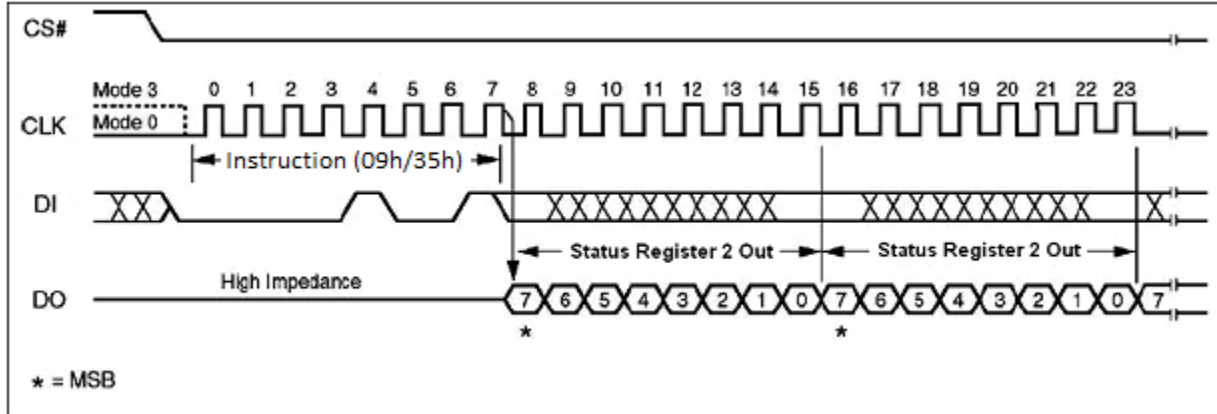 CS#
Mode 3 0 1 2 3 4 5 6 7 8 9 10 11 12 13 14 15 16 17 18 19 20 21 22 23
CLK Mode 0
Instruction (09h/35h)
DI
Status Register 2 Out Status Register 2 Out
High Impedance
DO 7 6 5 4 3 2 1 0 7 6 5 4 3 2 1 0 7
* *
* = MSB